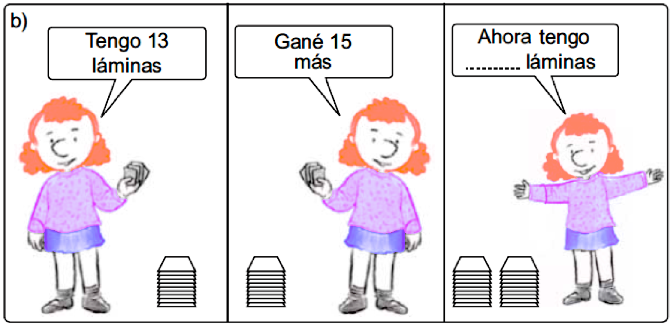 b)
Tengo 13
láminas
Gané 15
más
Ahora tengo
.......... láminas